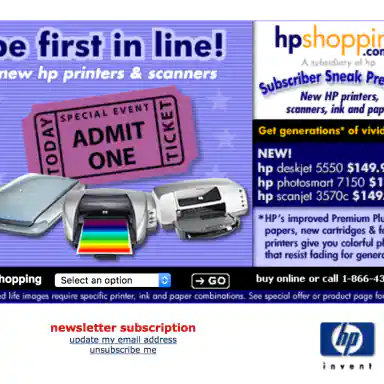 be first in line!
new hp printers & scanners
TODAY
SPECIAL EVENT
ADMIT
ONE
TICKET
hpshopping
.com
A subsidiary of hp
Subscriber Sneak Pre
New HP printers,
scanners, ink and pap
Get generations* of vivid
NEW!
hp deskjet 5550 $149.9
hp photosmart 7150 $1
hp scanjet 3570c $149.
*HP's improved Premium Plu
papers, new cartridges & f
printers give you colorful p
that resist fading for gener
shopping
Select an option
→ GO
buy online or call 1-866-43
ed life images require specific printer, ink and paper combinations. See special offer or product page fo
newsletter subscription
update my email address
unsubscribe me
hp
invent